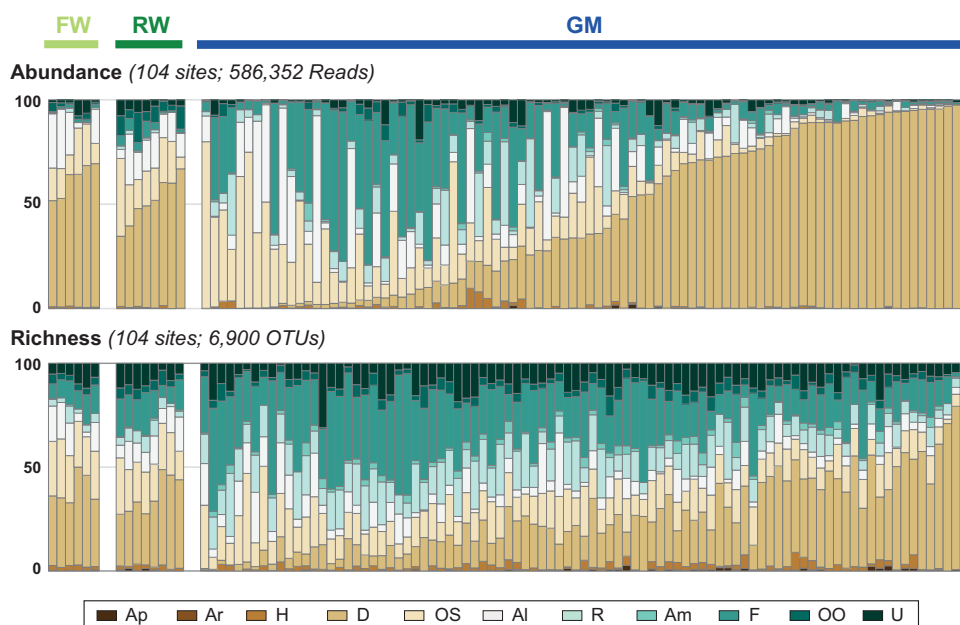 FW RW GM
Abundance (104 sites; 586,352 Reads)
100
50
0
Richness (104 sites; 6,900 OTUs)
100
50
0
Ap Ar H D OS Al R Am F OO U